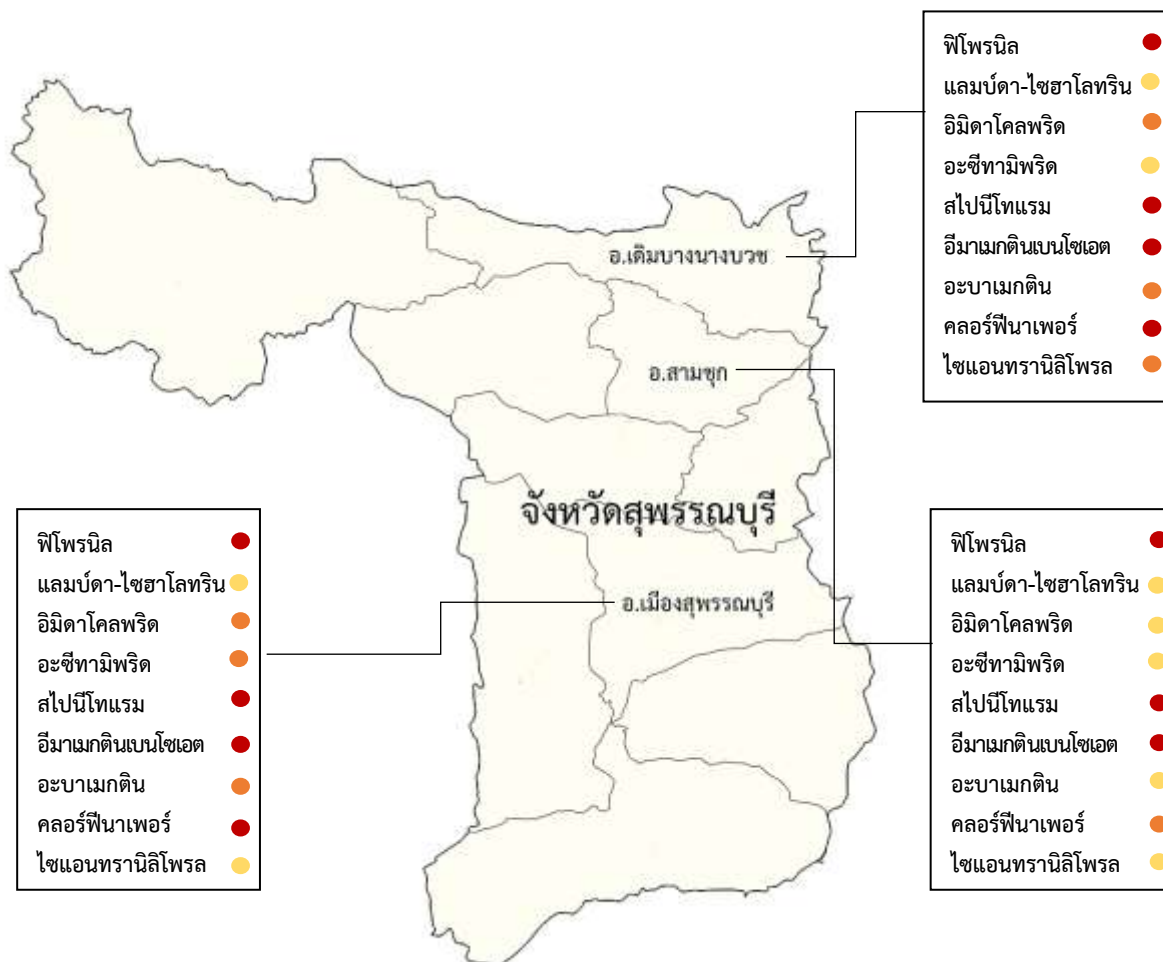 ฟิโพรนิล
แลมบ์ดา-ไซฮาโลทริน
อิมิดาโคลพริด
อะซีทามิพริด
สไปนีโทแรม
อีมาเมกตินเบนโซเอต
อะบาเมกติน
คลอร์ฟีนาเพอร์
ไซแอนทรานิลิโพรล
อ.เดิมบางนางบวช
อ.สามชุก
จังหวัดสุพรรณบุรี
อ.เมืองสุพรรณบุรี
ฟิโพรนิล
แลมบ์ดา-ไซฮาโลทริน
อิมิดาโคลพริด
อะซีทามิพริด
สไปนีโทแรม
อีมาเมกตินเบนโซเอต
อะบาเมกติน
คลอร์ฟีนาเพอร์
ไซแอนทรานิลิโพรล
ฟิโพรนิล
แลมบ์ดา-ไซฮาโลทริน
อิมิดาโคลพริด
อะซีทามิพริด
สไปนีโทแรม
อีมาเมกตินเบนโซเอต
อะบาเมกติน
คลอร์ฟีนาเพอร์
ไซแอนทรานิลิโพรล